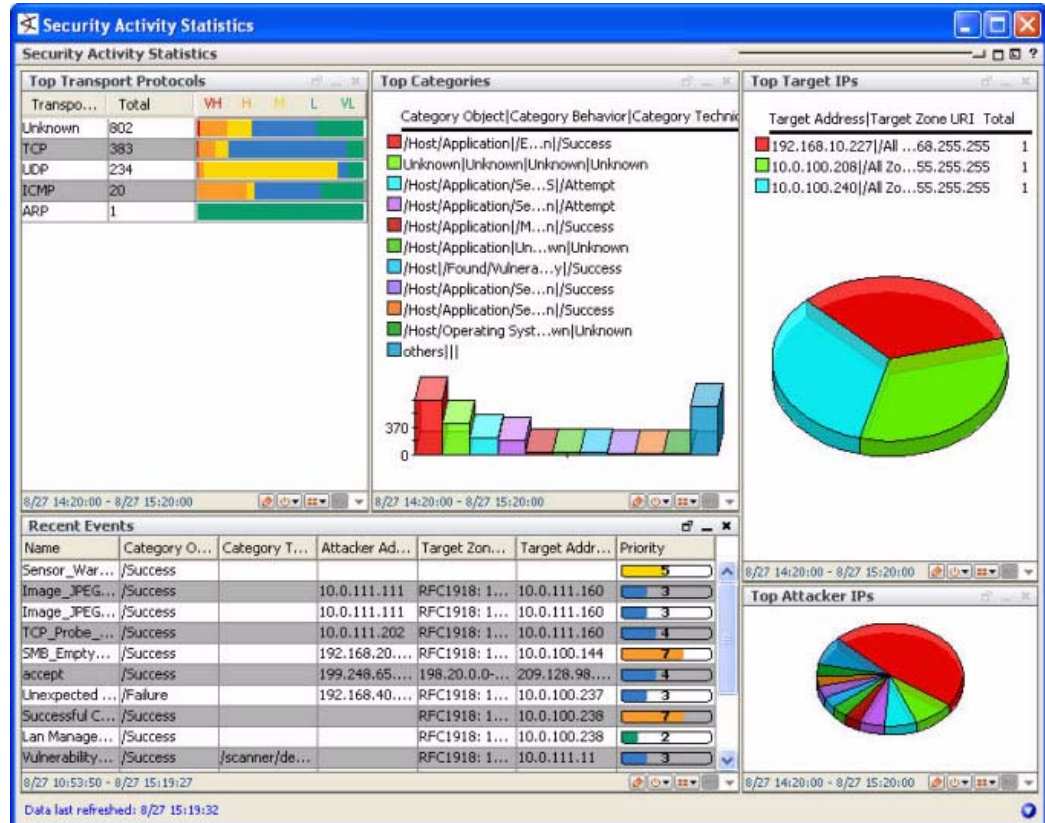 Security Activity Statistics
Security Activity Statistics
Top Transport Protocols
Transpo... Total VH H M L VL
Unknown 802
TCP 383
UDP 234
ICMP 20
ARP 1
8/27 14:20:00 - 8/27 15:20:00
Top Categories
Category Object|Category Behavior|Category Technic
/Host/Application|/E...n|/Success
Unknown|Unknown|Unknown|Unknown
/Host/Application/Se...S|/Attempt
/Host/Application/Se...n|/Attempt
/Host/Application|/M...n|/Success
/Host/Application|Un...wn|Unknown
/Host|/Found/Vulnera...y|/Success
/Host/Application/Se...n|/Success
/Host/Application/Se...n|/Success
/Host/Operating Syst...wn|Unknown
others|||
370
0
8/27 14:20:00 - 8/27 15:20:00
Top Target IPs
Target Address|Target Zone URI Total
192.168.10.227|/All ...68.255.255 1
10.0.100.208|/All Zo...55.255.255 1
10.0.100.240|/All Zo...55.255.255 1
8/27 14:20:00 - 8/27 15:20:00
Recent Events
Name Category O... Category T... Attacker Ad... Target Zon... Target Addr... Priority
Sensor_War... /Success 5
Image_JPEG... /Success 10.0.111.111 RFC1918: 1... 10.0.111.160 3
Image_JPEG... /Success 10.0.111.111 RFC1918: 1... 10.0.111.160 3
TCP_Probe_... /Success 10.0.111.202 RFC1918: 1... 10.0.111.160 4
SMB_Empty... /Success 192.168.20.... RFC1918: 1... 10.0.100.144 7
accept /Success 199.248.65.... 198.20.0.0-... 209.128.98.... 4
Unexpected ... /Failure 192.168.40.... RFC1918: 1... 10.0.100.237 3
Successful C... /Success RFC1918: 1... 10.0.100.238 7
Lan Manage... /Success RFC1918: 1... 10.0.100.238 2
Vulnerability... /Success /scanner/de... RFC1918: 1... 10.0.111.11 3
8/27 10:53:50 - 8/27 15:19:27
Top Attacker IPs
8/27 14:20:00 - 8/27 15:20:00
Data last refreshed: 8/27 15:19:32